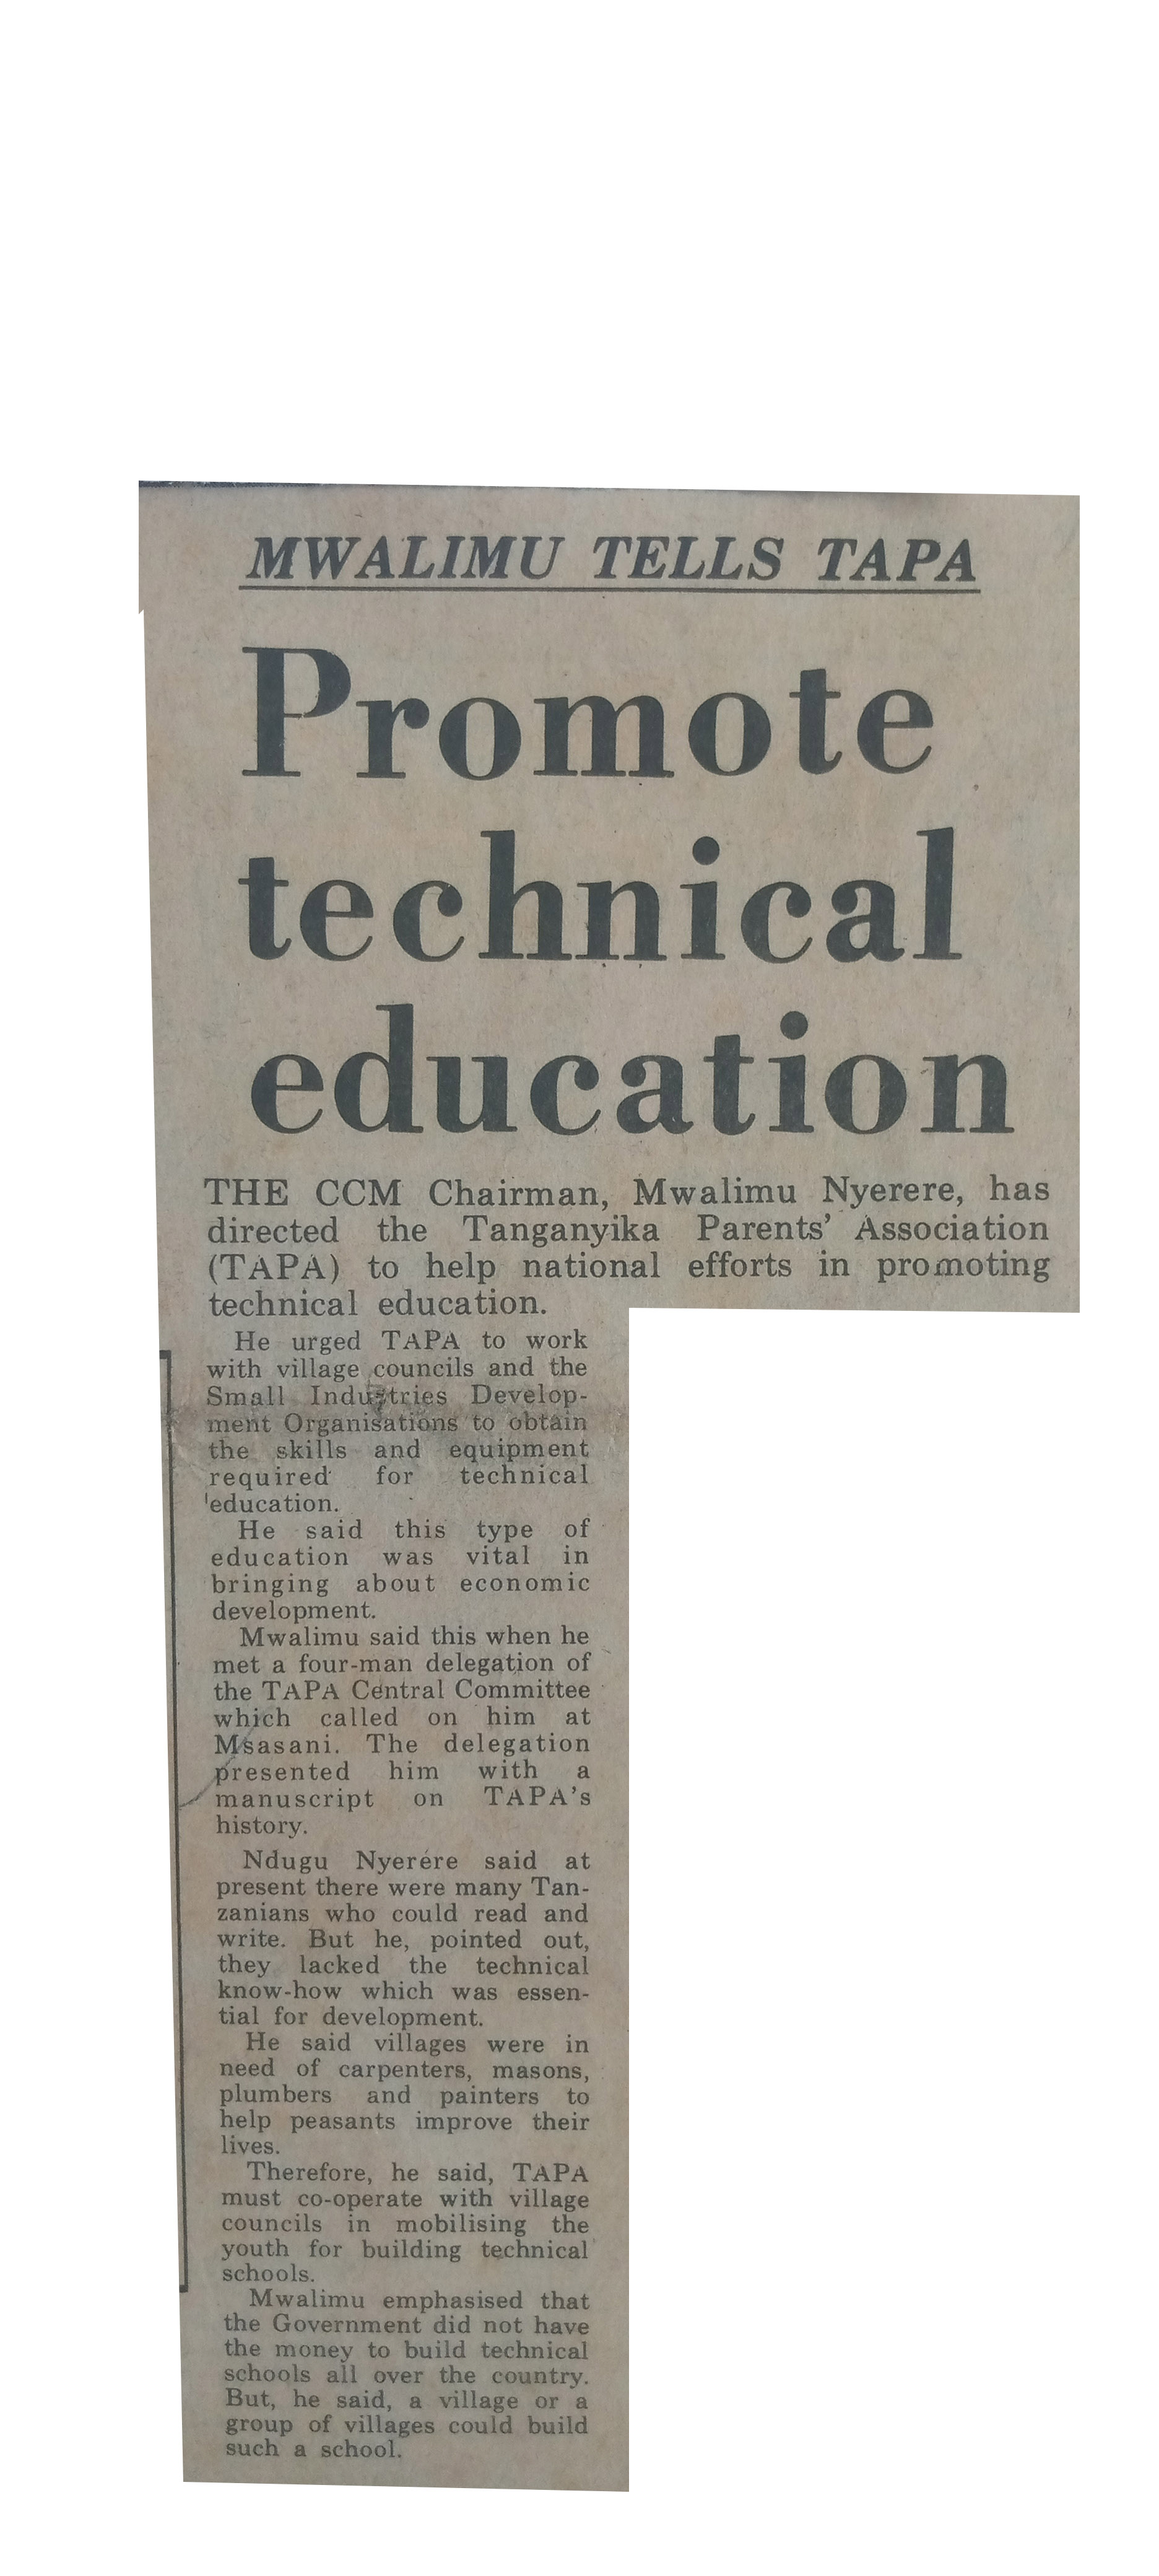 MWALIMU TELLS TAPA
Promote
technical
education
THE CCM Chairman, Mwalimu Nyerere, has
directed the Tanganyika Parents' Association
(TAPA) to help national efforts in promoting
technical education.
He urged TAPA to work
with village councils and the
Small Industries Develop-
ment Organisations to obtain
the skills and equipment
required for technical
education.
He said this type of
education was vital in
bringing about economic
development.
Mwalimu said this when he
met a four-man delegation of
the TAPA Central Committee
which called on him at
Msasani. The delegation
presented him with a
manuscript on TAPA's
history.
Ndugu Nyerere said at
present there were many Tan-
zanians who could read and
write. But he, pointed out,
they lacked the technical
know-how which was essen-
tial for development.
He said villages were in
need of carpenters, masons,
plumbers and painters to
help peasants improve their
lives.
Therefore, he said, TAPA
must co-operate with village
councils in mobilising the
youth for building technical
schools.
Mwalimu emphasised that
the Government did not have
the money to build technical
schools all over the country.
But, he said, a village or a
group of villages could build
such a school.